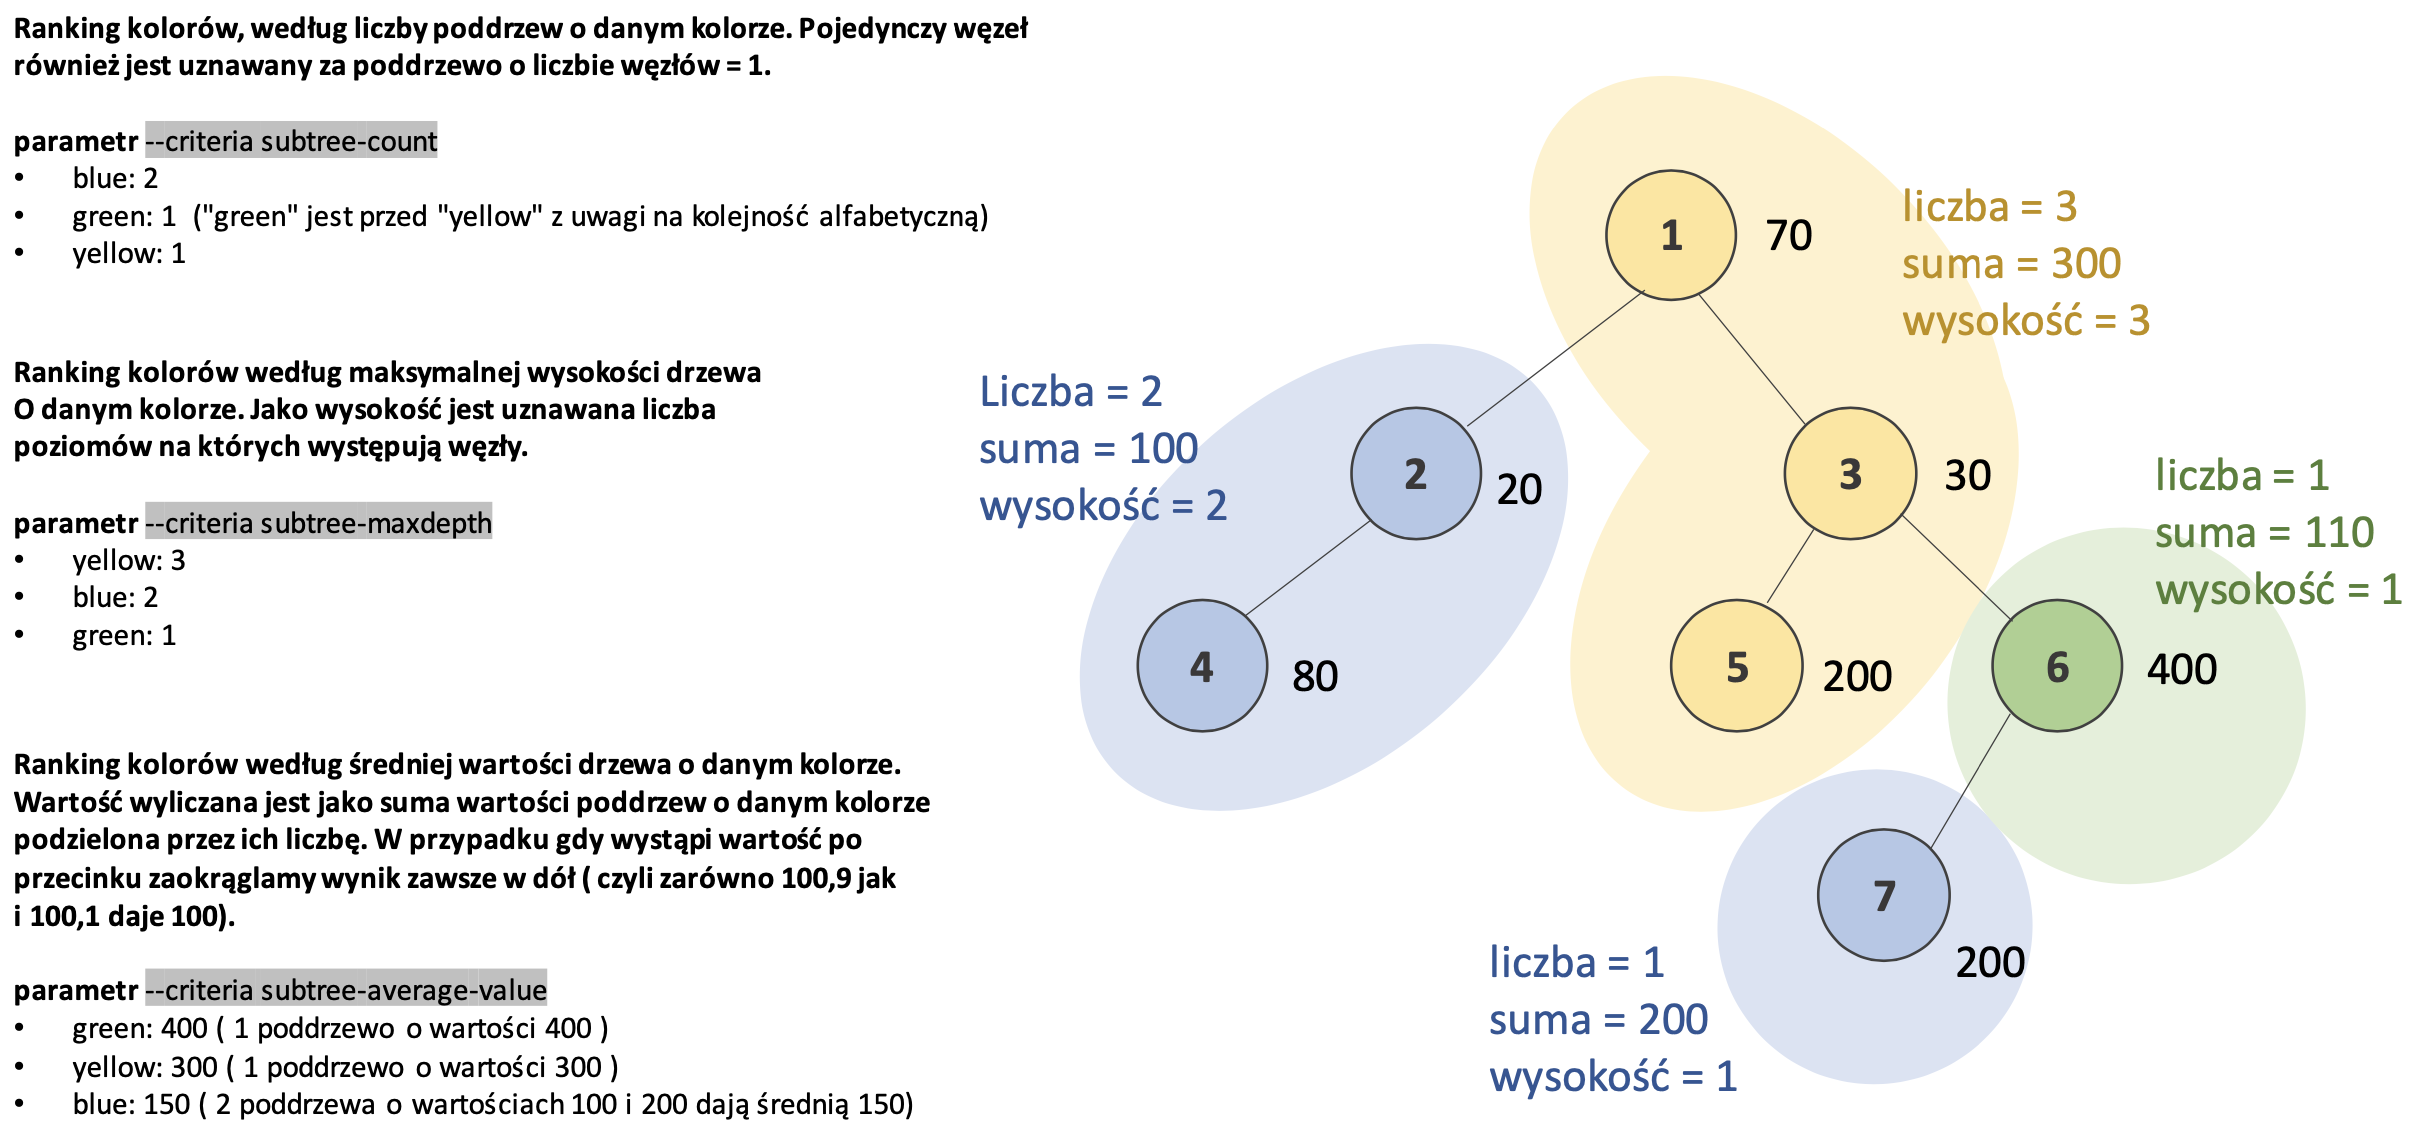 Ranking kolorów, według liczby poddrzew o danym kolorze. Pojedynczy węzeł
również jest uznawany za poddrzewo o liczbie węzłów = 1.
parametr --criteria subtree-count
• blue: 2
• green: 1 ("green" jest przed "yellow" z uwagi na kolejność alfabetyczną)
• yellow: 1
Ranking kolorów według maksymalnej wysokości drzewa
O danym kolorze. Jako wysokość jest uznawana liczba
poziomów na których występują węzły.
parametr --criteria subtree-maxdepth
• yellow: 3
• blue: 2
• green: 1
Ranking kolorów według średniej wartości drzewa o danym kolorze.
Wartość wyliczana jest jako suma wartości poddrzew o danym kolorze
podzielona przez ich liczbę. W przypadku gdy wystąpi wartość po
przecinku zaokrąglamy wynik zawsze w dół ( czyli zarówno 100,9 jak
i 100,1 daje 100).
parametr --criteria subtree-average-value
• green: 400 ( 1 poddrzewo o wartości 400 )
• yellow: 300 ( 1 poddrzewo o wartości 300 )
• blue: 150 ( 2 poddrzewa o wartościach 100 i 200 dają średnią 150)
1 70
liczba = 3
suma = 300
wysokość = 3
Liczba = 2
suma = 100
wysokość = 2
2 20
3 30
liczba = 1
suma = 110
wysokość = 1
4 80
5 200
6 400
7 200
liczba = 1
suma = 200
wysokość = 1